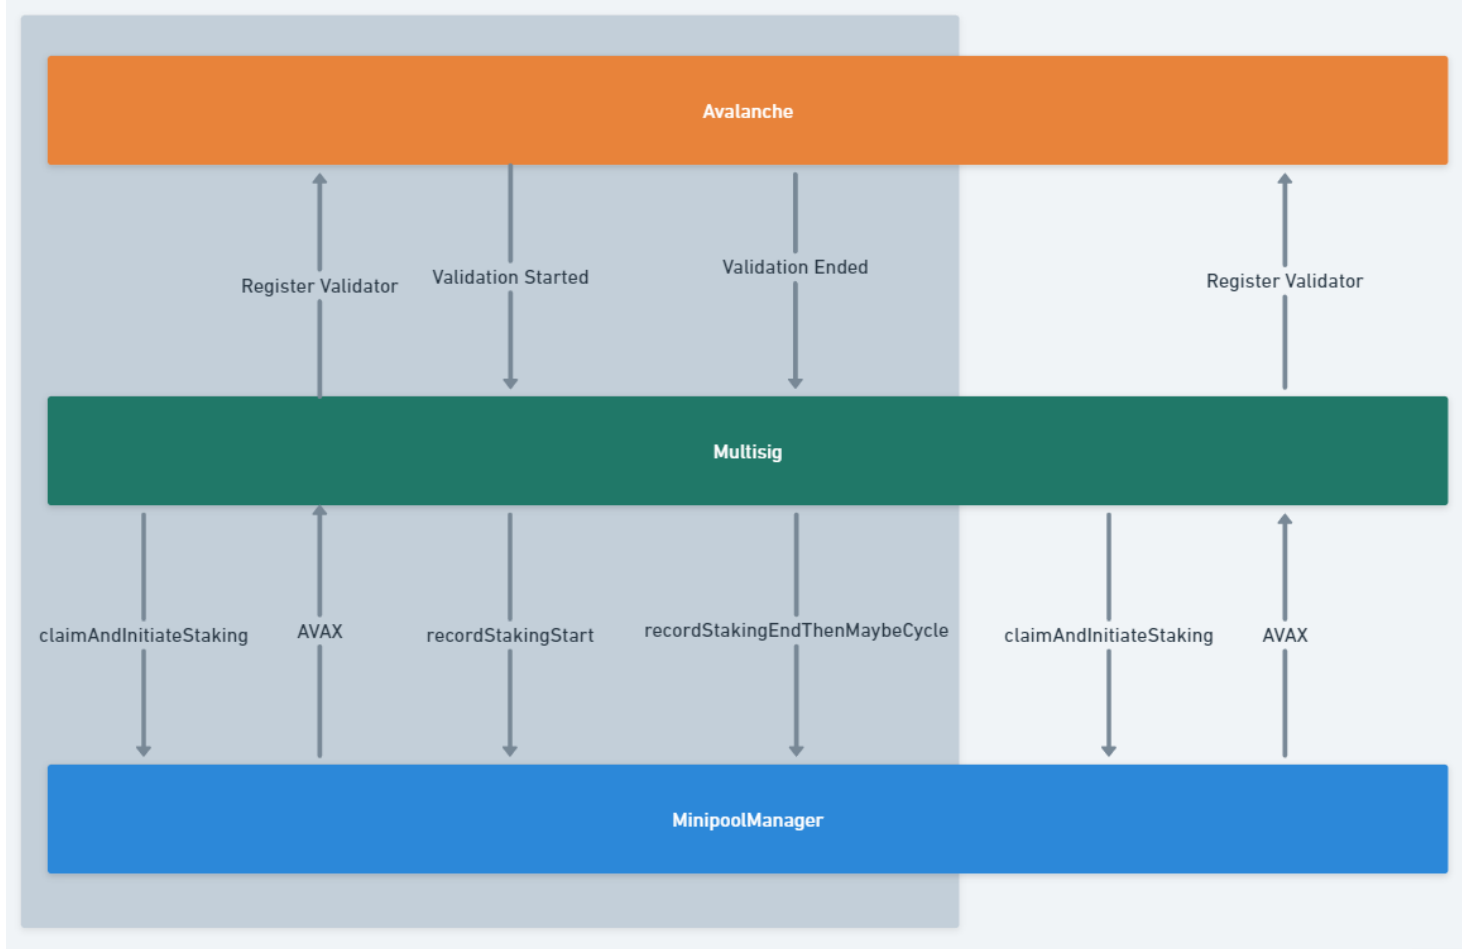 Avalanche
Register Validator
Validation Started
Validation Ended
Register Validator
Multisig
claimAndInitiateStaking
AVAX
recordStakingStart
recordStakingEndThenMaybeCycle
claimAndInitiateStaking
AVAX
MinipoolManager